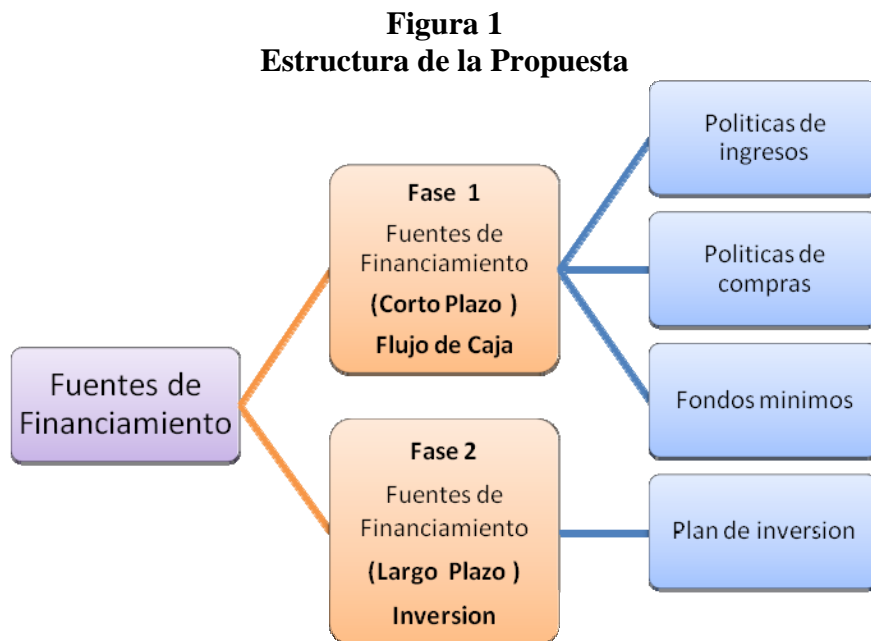 Figura 1
Estructura de la Propuesta
Fuentes de
Financiamiento
Fase 1
Fuentes de
Financiamiento
(Corto Plazo )
Flujo de Caja
Fase 2
Fuentes de
Financiamiento
(Largo Plazo )
Inversion
Politicas de
ingresos
Politicas de
compras
Fondos minimos
Plan de inversion